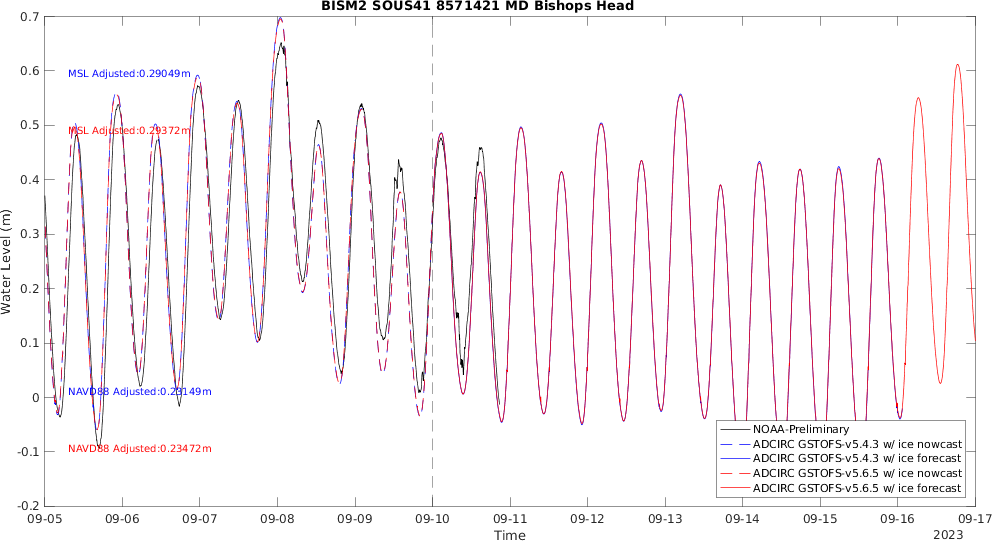 BISM2 SOUS41 8571421 MD Bishops Head
0.7
0.6
0.5
0.4
0.3
0.2
0.1
0
-0.1
-0.2
Water Level (m)
MSL Adjusted:0.29049m
MSL Adjusted:0.29372m
NAVD88 Adjusted:0.23149m
NAVD88 Adjusted:0.23472m
NOAA-Preliminary
ADCIRC GSTOFS-v5.4.3 w/ ice nowcast
ADCIRC GSTOFS-v5.4.3 w/ ice forecast
ADCIRC GSTOFS-v5.6.5 w/ ice nowcast
ADCIRC GSTOFS-v5.6.5 w/ ice forecast
09-05 09-06 09-07 09-08 09-09 09-10 09-11 09-12 09-13 09-14 09-15 09-16 09-17
Time
2023